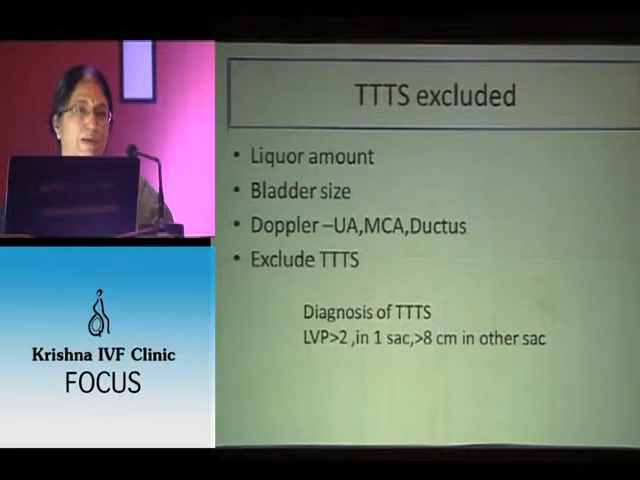 TTTS excluded
• Liquor amount
• Bladder size
• Doppler –UA,MCA,Ductus
• Exclude TTTS
Diagnosis of TTTS
LVP>2 ,in 1 sac,>8 cm in other sac
Krishna IVF Clinic
FOCUS